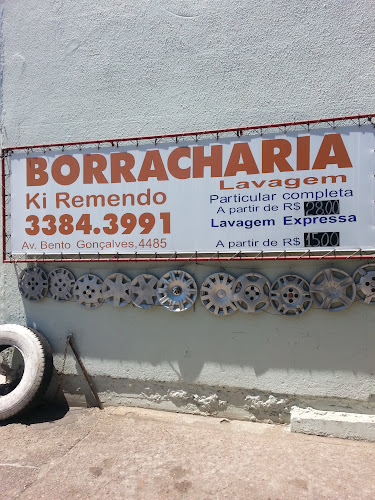 BORRACHARIA
Ki Remendo
3384.3991
Av. Bento Gonçalves,4485
Lavagem
Particular completa
A partir de R$ 28.00
Lavagem Expressa
A partir de R$ 15.00